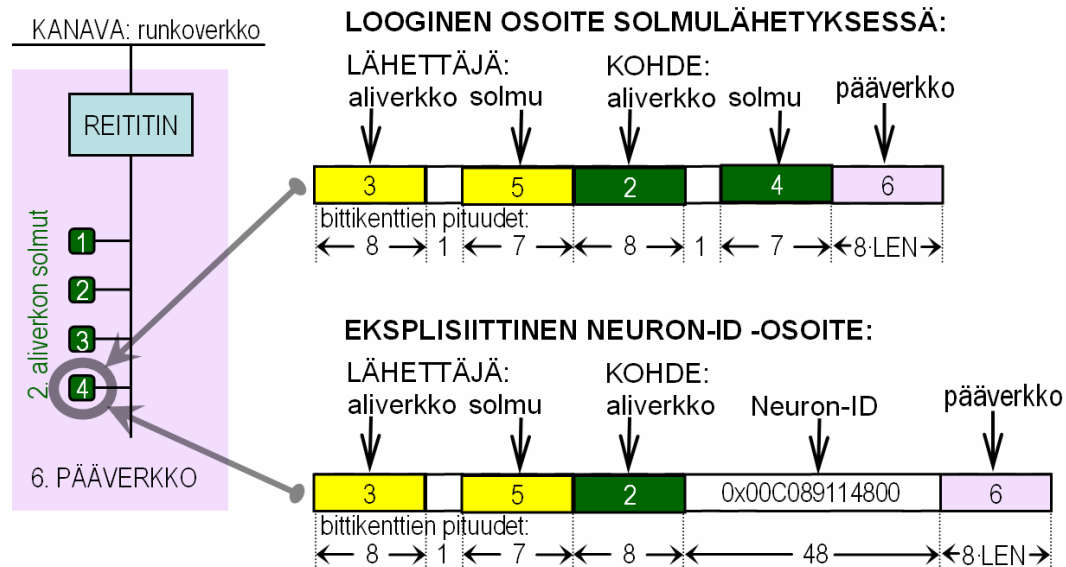 KANAVA: runkoverkko
REITITIN
1
2
3
4
2. aliverkon solmut
6. PÄÄVERKKO
LOOGINEN OSOITE SOLMULÄHETYKSESSÄ:
LÄHETTÄJÄ: KOHDE:
aliverkko solmu aliverkko solmu pääverkko
3 5 2 4 6
bittikenttien pituudet:
8 1 7 8 1 7 8·LEN
EKSPLISIITTINEN NEURON-ID -OSOITE:
LÄHETTÄJÄ: KOHDE:
aliverkko solmu aliverkko Neuron-ID pääverkko
3 5 2 0x00C089114800 6
bittikenttien pituudet:
8 1 7 8 48 8·LEN